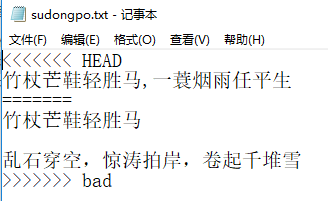 sudongpo.txt - 记事本
文件(F) 编辑(E) 格式(O) 查看(V) 帮助(H)
<<<<<<< HEAD
竹杖芒鞋轻胜马,一蓑烟雨任平生
=======
竹杖芒鞋轻胜马

乱石穿空，惊涛拍岸，卷起千堆雪
>>>>>>> bad